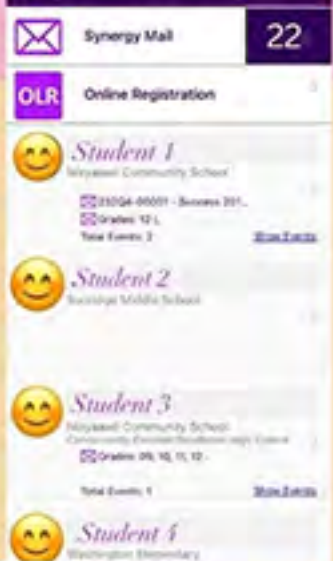 Synergy Mail
22
OLR
Online Registration
Student 1
Community School
Grades: 12
Total Events: 2
Show Events
Student 2
Middle School
Student 3
Community School
Grades: 09, 10, 11, 12 -
Total Events: 1
Show Events
Student 4
Washington Elementary